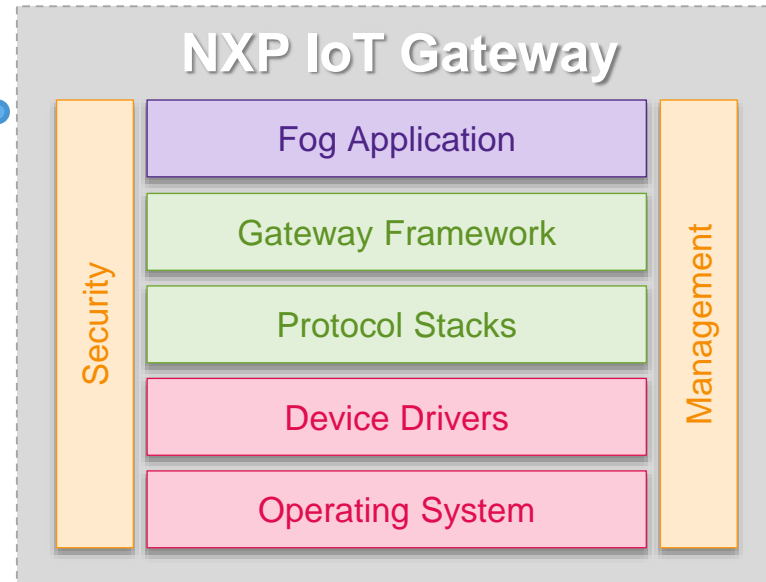 NXP IoT Gateway
Security
Fog Application
Gateway Framework
Protocol Stacks
Device Drivers
Operating System
Management